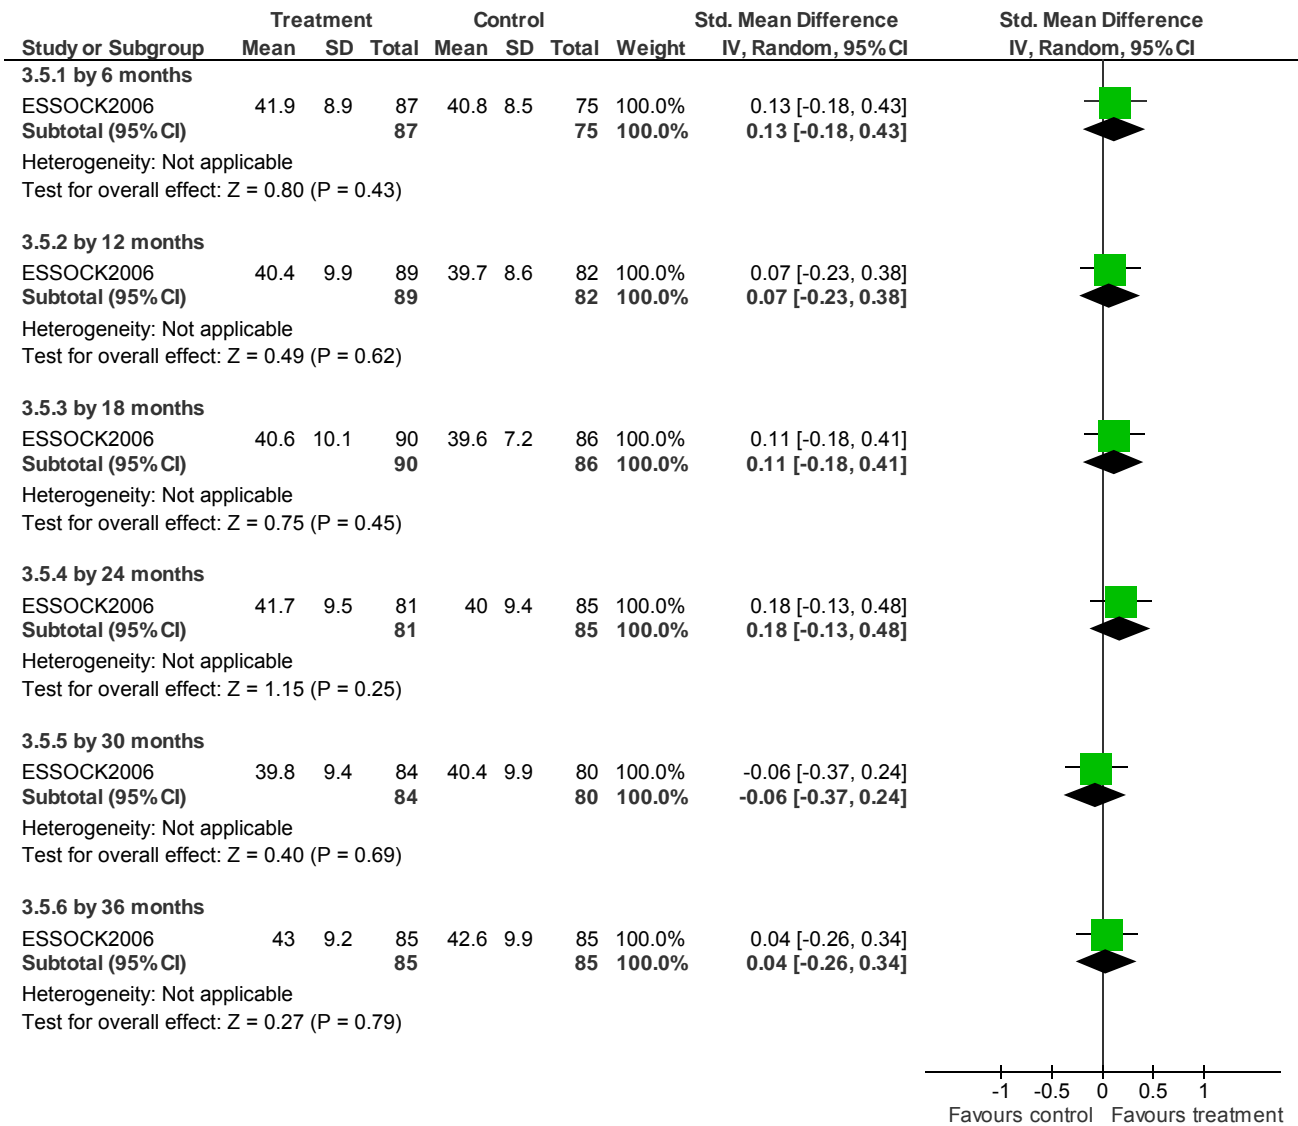 Treatment Control Std. Mean Difference Std. Mean Difference
Study or Subgroup Mean SD Total Mean SD Total Weight IV, Random, 95% CI IV, Random, 95% CI
3.5.1 by 6 months
ESSOCK2006 41.9 8.9 87 40.8 8.5 75 100.0% 0.13 [-0.18, 0.43]
Subtotal (95% CI) 87 75 100.0% 0.13 [-0.18, 0.43]
Heterogeneity: Not applicable
Test for overall effect: Z = 0.80 (P = 0.43)
3.5.2 by 12 months
ESSOCK2006 40.4 9.9 89 39.7 8.6 82 100.0% 0.07 [-0.23, 0.38]
Subtotal (95% CI) 89 82 100.0% 0.07 [-0.23, 0.38]
Heterogeneity: Not applicable
Test for overall effect: Z = 0.49 (P = 0.62)
3.5.3 by 18 months
ESSOCK2006 40.6 10.1 90 39.6 7.2 86 100.0% 0.11 [-0.18, 0.41]
Subtotal (95% CI) 90 86 100.0% 0.11 [-0.18, 0.41]
Heterogeneity: Not applicable
Test for overall effect: Z = 0.75 (P = 0.45)
3.5.4 by 24 months
ESSOCK2006 41.7 9.5 81 40 9.4 85 100.0% 0.18 [-0.13, 0.48]
Subtotal (95% CI) 81 85 100.0% 0.18 [-0.13, 0.48]
Heterogeneity: Not applicable
Test for overall effect: Z = 1.15 (P = 0.25)
3.5.5 by 30 months
ESSOCK2006 39.8 9.4 84 40.4 9.9 80 100.0% -0.06 [-0.37, 0.24]
Subtotal (95% CI) 84 80 100.0% -0.06 [-0.37, 0.24]
Heterogeneity: Not applicable
Test for overall effect: Z = 0.40 (P = 0.69)
3.5.6 by 36 months
ESSOCK2006 43 9.2 85 42.6 9.9 85 100.0% 0.04 [-0.26, 0.34]
Subtotal (95% CI) 85 85 100.0% 0.04 [-0.26, 0.34]
Heterogeneity: Not applicable
Test for overall effect: Z = 0.27 (P = 0.79)
-1 -0.5 0 0.5 1
Favours control Favours treatment